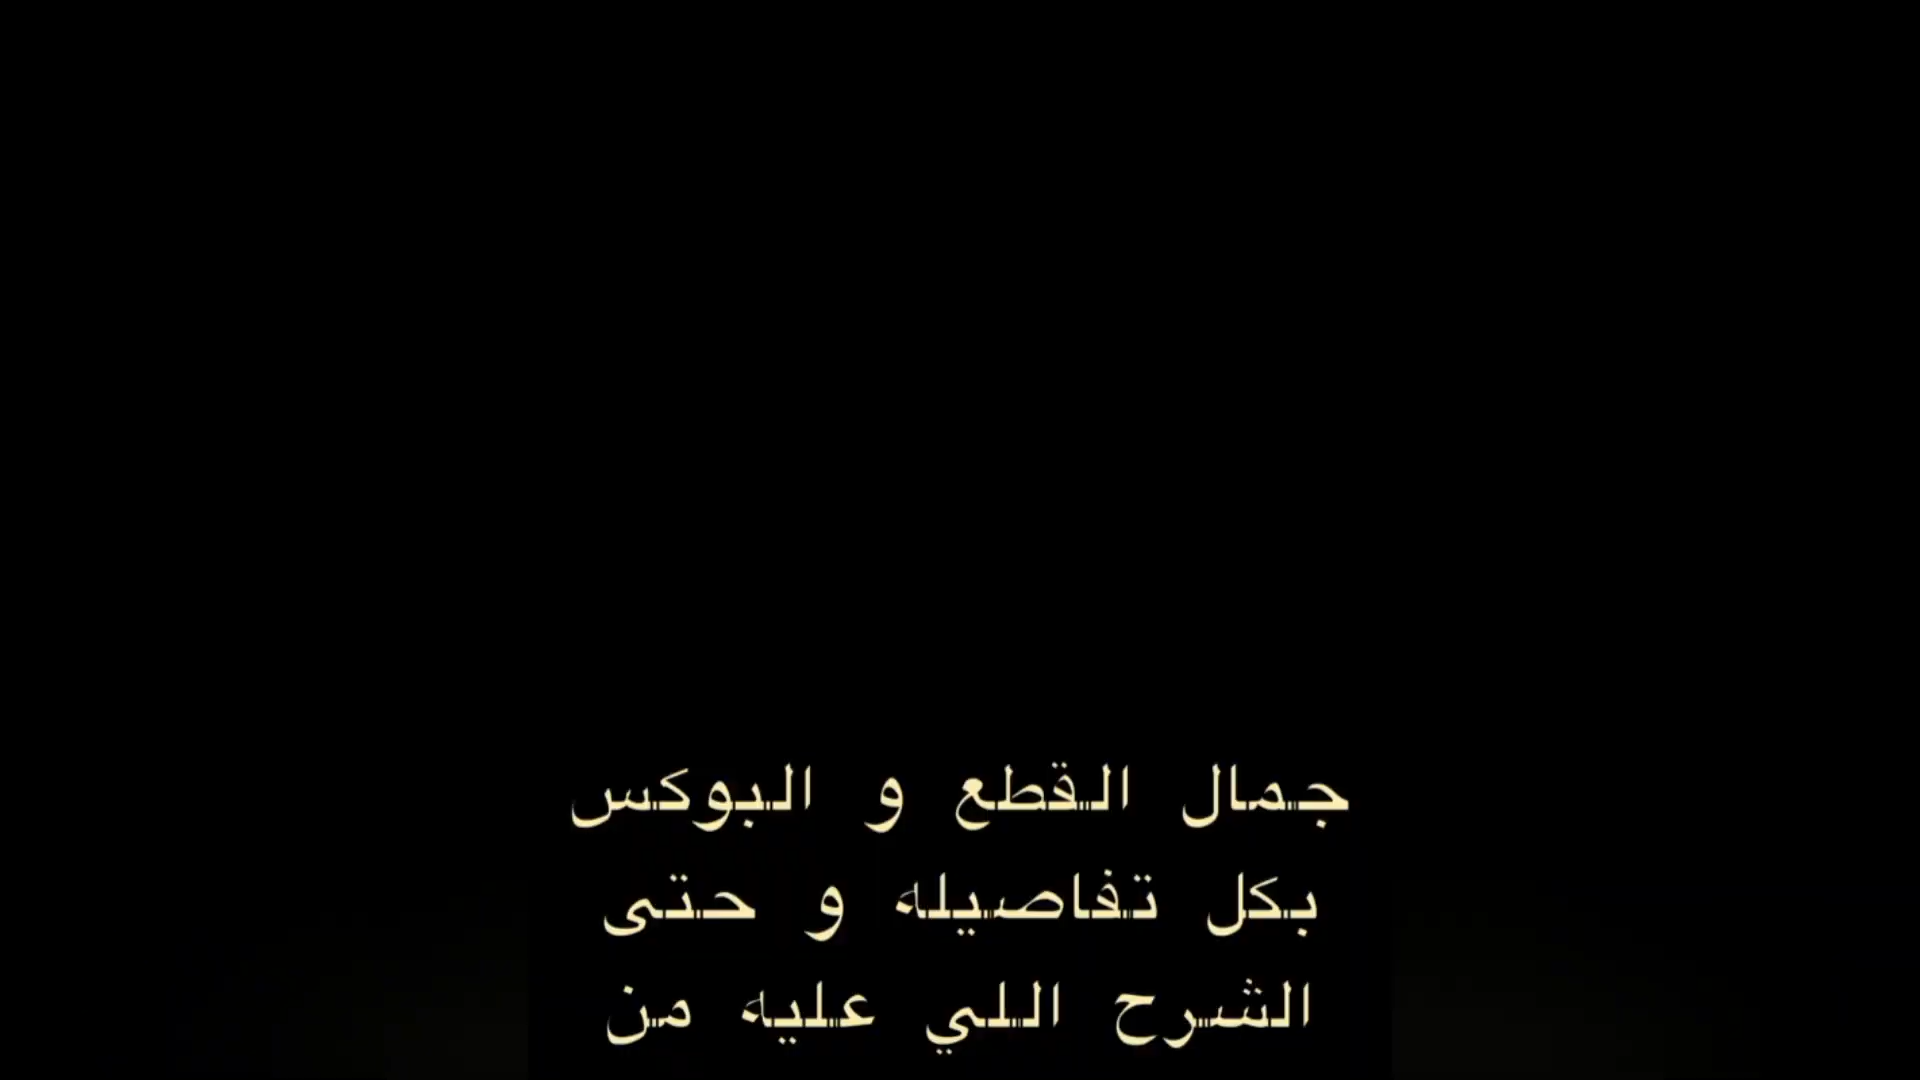 جمال القطع و البوكس
بكل تفاصيله و حتى
الشرح اللي عليه من